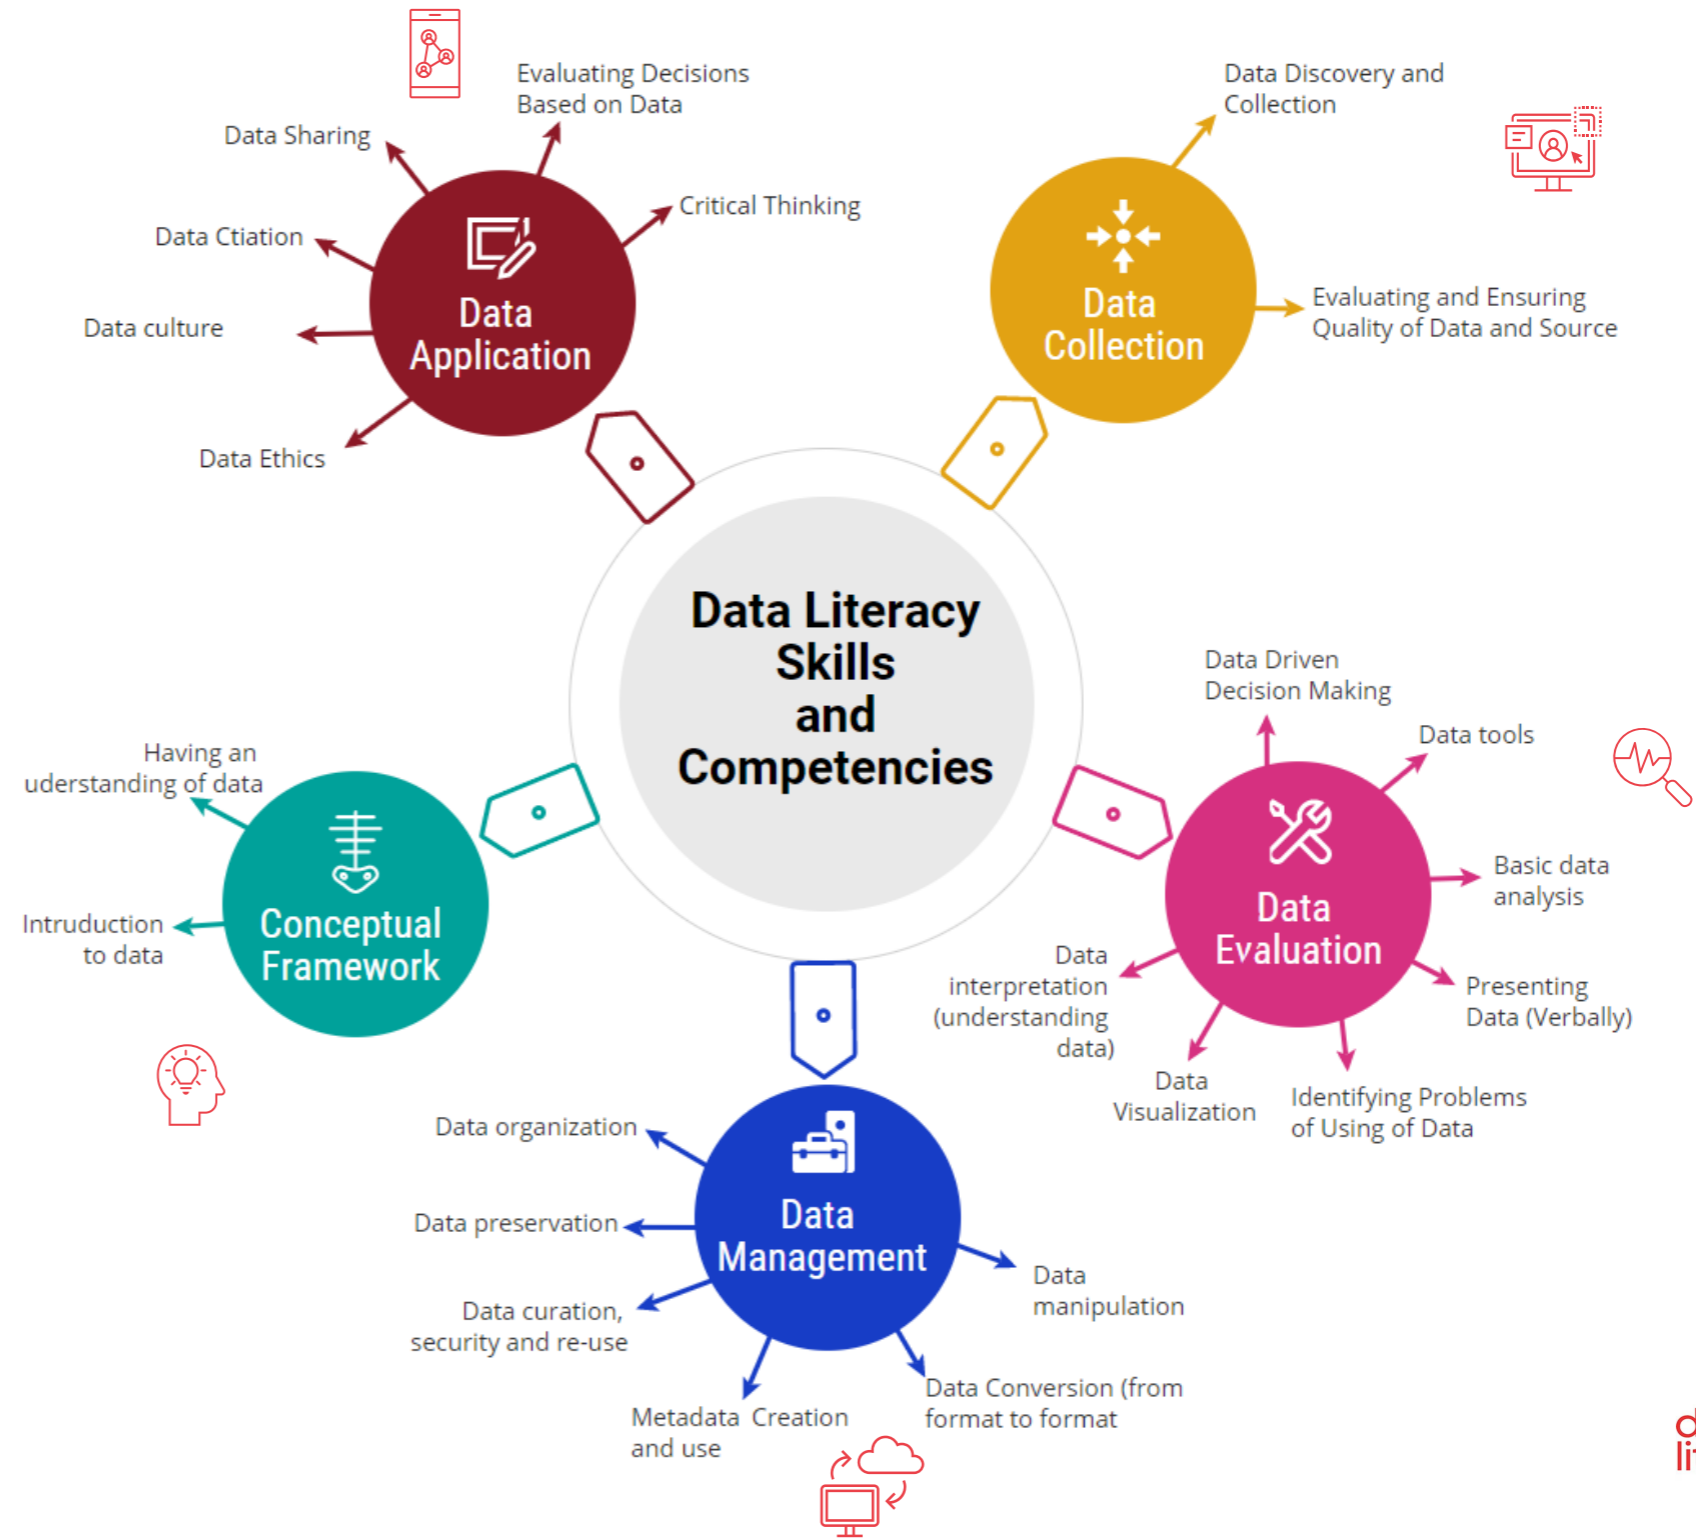 Evaluating Decisions
Based on Data
Data Sharing
Critical Thinking
Data Ctiation
Data culture
Data Ethics
Data
Application
Data Discovery and
Collection
Evaluating and Ensuring
Quality of Data and Source
Data
Collection
Data Literacy
Skills
and
Competencies
Having an
uderstanding of data
Intruduction
to data
Conceptual
Framework
Data Driven
Decision Making
Data tools
Basic data
analysis
Presenting
Data (Verbally)
Identifying Problems
of Using of Data
Data
Visualization
Data
interpretation
(understanding
data)
Data
Evaluation
Data organization
Data preservation
Data curation,
security and re-use
Metadata Creation
and use
Data Conversion (from
format to format
Data
manipulation
Data
Management